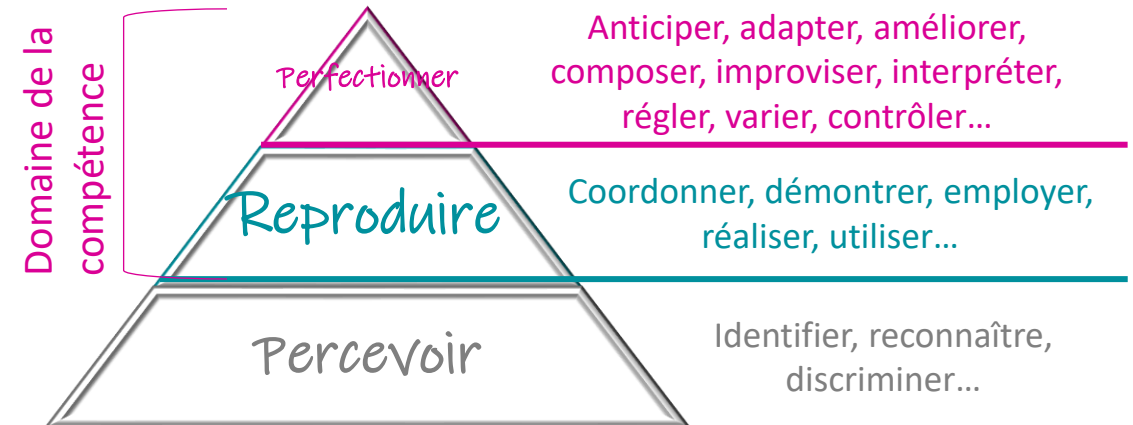 Domaine de la
compétence
Perfectionner
Anticiper, adapter, améliorer,
composer, improviser, interpréter,
régler, varier, contrôler…
Reproduire
Coordonner, démontrer, employer,
réaliser, utiliser…
Percevoir
Identifier, reconnaître,
discriminer…